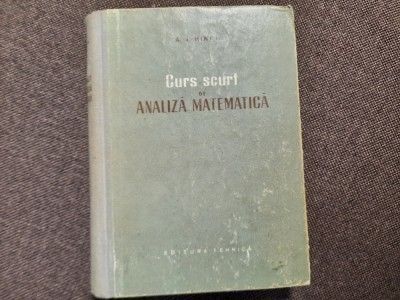 Curs scurt
DE
ANALIZĂ MATEMATICĂ
EDITURA TEHNICĂ